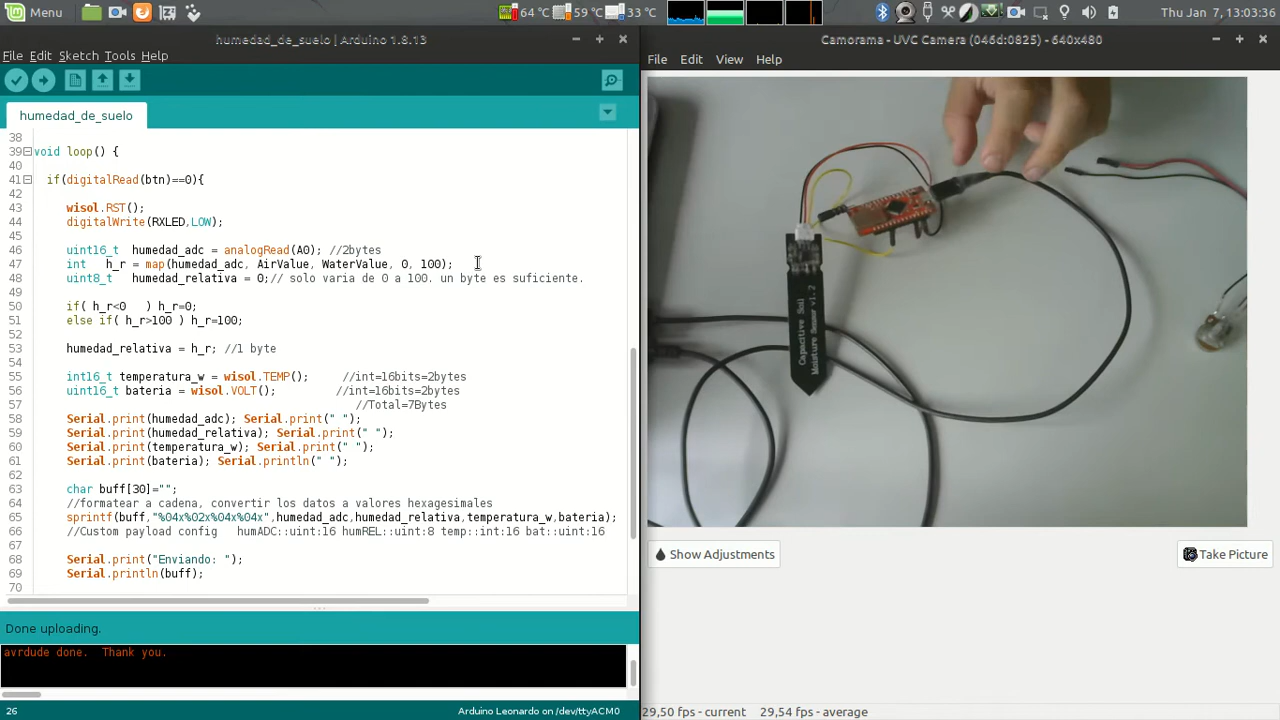 Menu
64 °C
59 °C
33 °C
Thu Jan 7, 13:03:36
humedad_de_suelo | Arduino 1.8.13
File Edit Sketch Tools Help
humedad_de_suelo
38
39 void loop() {
40
41 if(digitalRead(btn)==0){
42
43 wisol.RST();
44 digitalWrite(RXLED,LOW);
45
46 uint16_t humedad_adc = analogRead(A0); //2bytes
47 int h_r = map(humedad_adc, AirValue, WaterValue, 0, 100);
48 uint8_t humedad_relativa = 0;// solo varia de 0 a 100. un byte es suficiente.
49
50 if( h_r<0 ) h_r=0;
51 else if( h_r>100 ) h_r=100;
52
53 humedad_relativa = h_r; //1 byte
54
55 int16_t temperatura_w = wisol.TEMP(); //int=16bits=2bytes
56 uint16_t bateria = wisol.VOLT(); //int=16bits=2bytes
57 //Total=7Bytes
58 Serial.print(humedad_adc); Serial.print(" ");
59 Serial.print(humedad_relativa); Serial.print(" ");
60 Serial.print(temperatura_w); Serial.print(" ");
61 Serial.print(bateria); Serial.println(" ");
62
63 char buff[30]="";
64 //formatear a cadena, convertir los datos a valores hexagesimales
65 sprintf(buff,"%04x%02x%04x%04x",humedad_adc,humedad_relativa,temperatura_w,bateria);
66 //Custom payload config humADC::uint:16 humREL::uint:8 temp::int:16 bat::uint:16
67
68 Serial.print("Enviando: ");
69 Serial.println(buff);
70
Done uploading.
avrdude done. Thank you.
26
Arduino Leonardo on /dev/ttyACM0
Camorama - UVC Camera (046d:0825) - 640x480
File Edit View Help
Capacitive Soil
Moisture Sensor v1.2
Show Adjustments
Take Picture
29,50 fps - current 29,54 fps - average